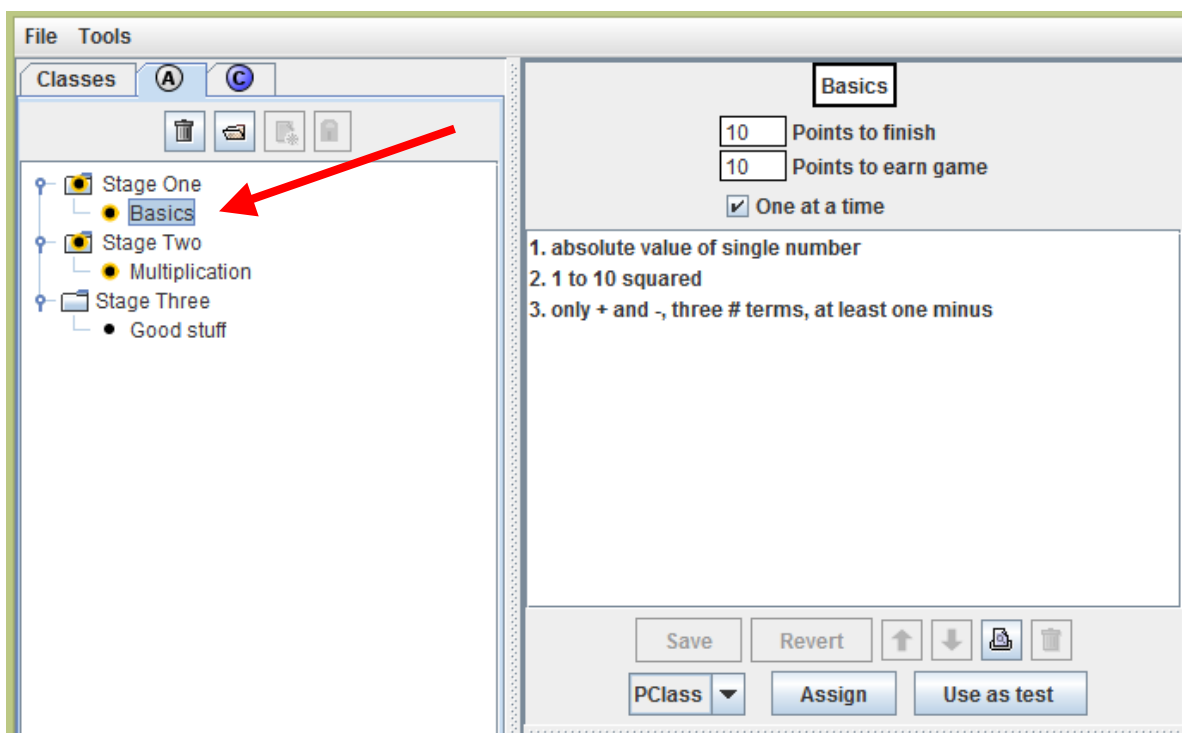 File Tools
Classes A C
Stage One
Basics
Stage Two
Multiplication
Stage Three
Good stuff
Basics
10 Points to finish
10 Points to earn game
One at a time
1. absolute value of single number
2. 1 to 10 squared
3. only + and -, three # terms, at least one minus
Save Revert
PClass Assign Use as test